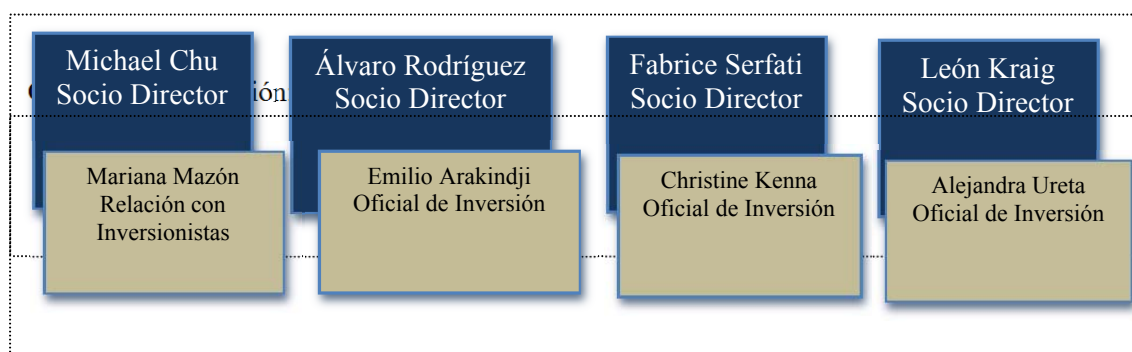 Michael Chu
Socio Director
Álvaro Rodríguez
Socio Director
Fabrice Serfati
Socio Director
León Kraig
Socio Director
Mariana Mazón
Relación con
Inversionistas
Emilio Arakindji
Oficial de Inversión
Christine Kenna
Oficial de Inversión
Alejandra Ureta
Oficial de Inversión